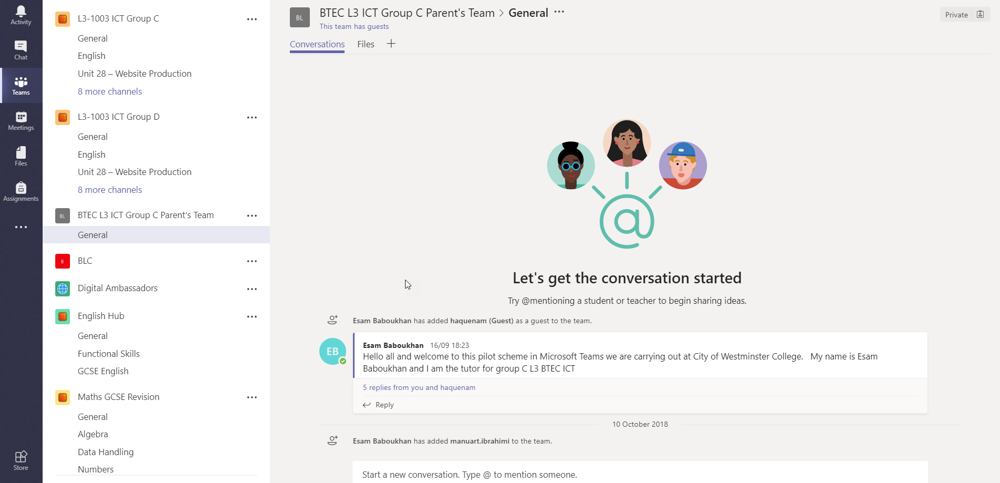 Activity
Chat
Teams
Meetings
Files
Assignments
Store
L3-1003 ICT Group C
General
English
Unit 28 – Website Production
8 more channels
L3-1003 ICT Group D
General
English
Unit 28 – Website Production
8 more channels
BL
BTEC L3 ICT Group C Parent's Team
General
B
BLC
Digital Ambassadors
English Hub
General
Functional Skills
GCSE English
Maths GCSE Revision
General
Algebra
Data Handling
Numbers
BL
BTEC L3 ICT Group C Parent's Team > General
This team has guests
Private
Conversations Files
@
Let's get the conversation started
Try @mentioning a student or teacher to begin sharing ideas.
Esam Baboukhan has added haquenam (Guest) as a guest to the team.
EB
Esam Baboukhan 16/09 18:23
Hello all and welcome to this pilot scheme in Microsoft Teams we are carrying out at City of Westminster College. My name is Esam
Baboukhan and I am the tutor for group C L3 BTEC ICT
5 replies from you and haquenam
Reply
10 October 2018
Esam Baboukhan has added manuart.ibrahimi to the team.
Start a new conversation. Type @ to mention someone.